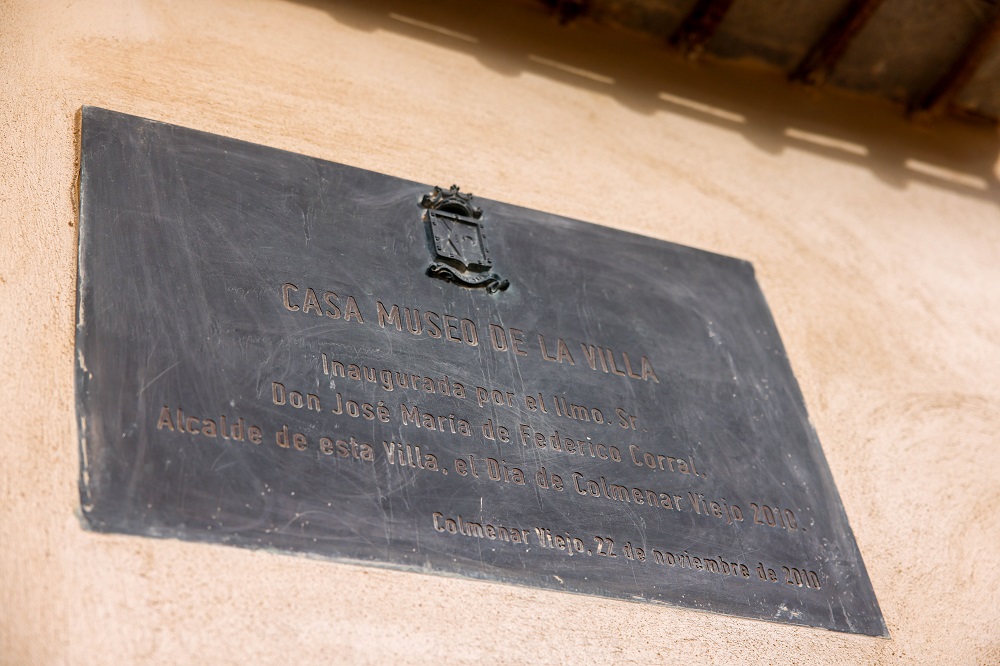 CASA MUSEO DE LA VILLA
Inaugurada por el Ilmo. Sr.
Don José María de Federico Corral.
Alcalde de esta Villa, el Día de Colmenar Viejo 2010.
Colmenar Viejo, 22 de noviembre de 2010